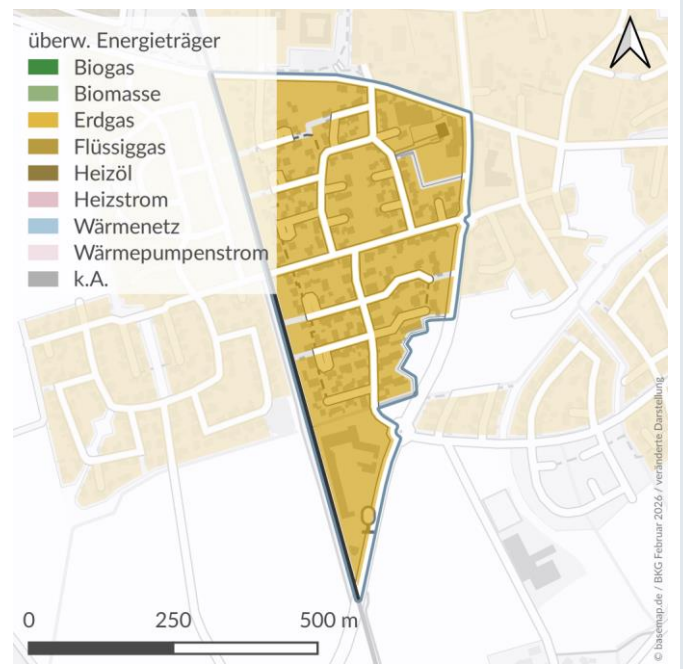 überw. Energieträger
Biogas
Biomasse
Erdgas
Flüssiggas
Heizöl
Heizstrom
Wärmenetz
Wärmepumpenstrom
k.A.
0 250 500 m
© basemap.de / BKG Februar 2026 / veränderte Darstellung